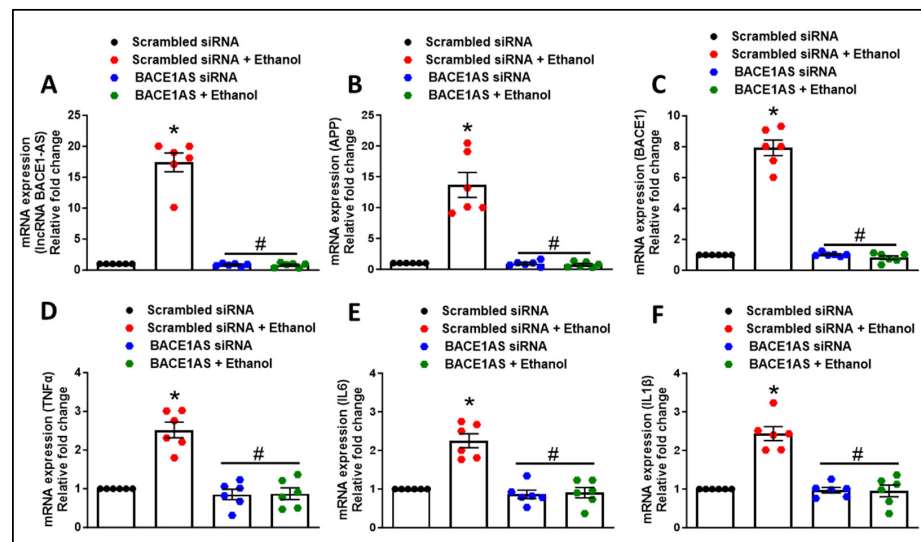 Scrambled siRNA
Scrambled siRNA + Ethanol
BACE1AS siRNA
BACE1AS + Ethanol
A
mRNA expression
(lncRNA BACE1-AS)
Relative fold change
25
20
15
10
5
0
*
#
Scrambled siRNA
Scrambled siRNA + Ethanol
BACE1AS siRNA
BACE1AS + Ethanol
B
mRNA expression (APP)
Relative fold change
25
20
15
10
5
0
*
#
Scrambled siRNA
Scrambled siRNA + Ethanol
BACE1AS siRNA
BACE1AS + Ethanol
C
mRNA expression (BACE1)
Relative fold change
10
8
6
4
2
0
*
#
Scrambled siRNA
Scrambled siRNA + Ethanol
BACE1AS siRNA
BACE1AS + Ethanol
D
mRNA expression (TNFα)
Relative fold change
4
3
2
1
0
*
#
Scrambled siRNA
Scrambled siRNA + Ethanol
BACE1AS siRNA
BACE1AS + Ethanol
E
mRNA expression (IL6)
Relative fold change
4
3
2
1
0
*
#
Scrambled siRNA
Scrambled siRNA + Ethanol
BACE1AS siRNA
BACE1AS + Ethanol
F
mRNA expression (IL1β)
Relative fold change
4
3
2
1
0
*
#